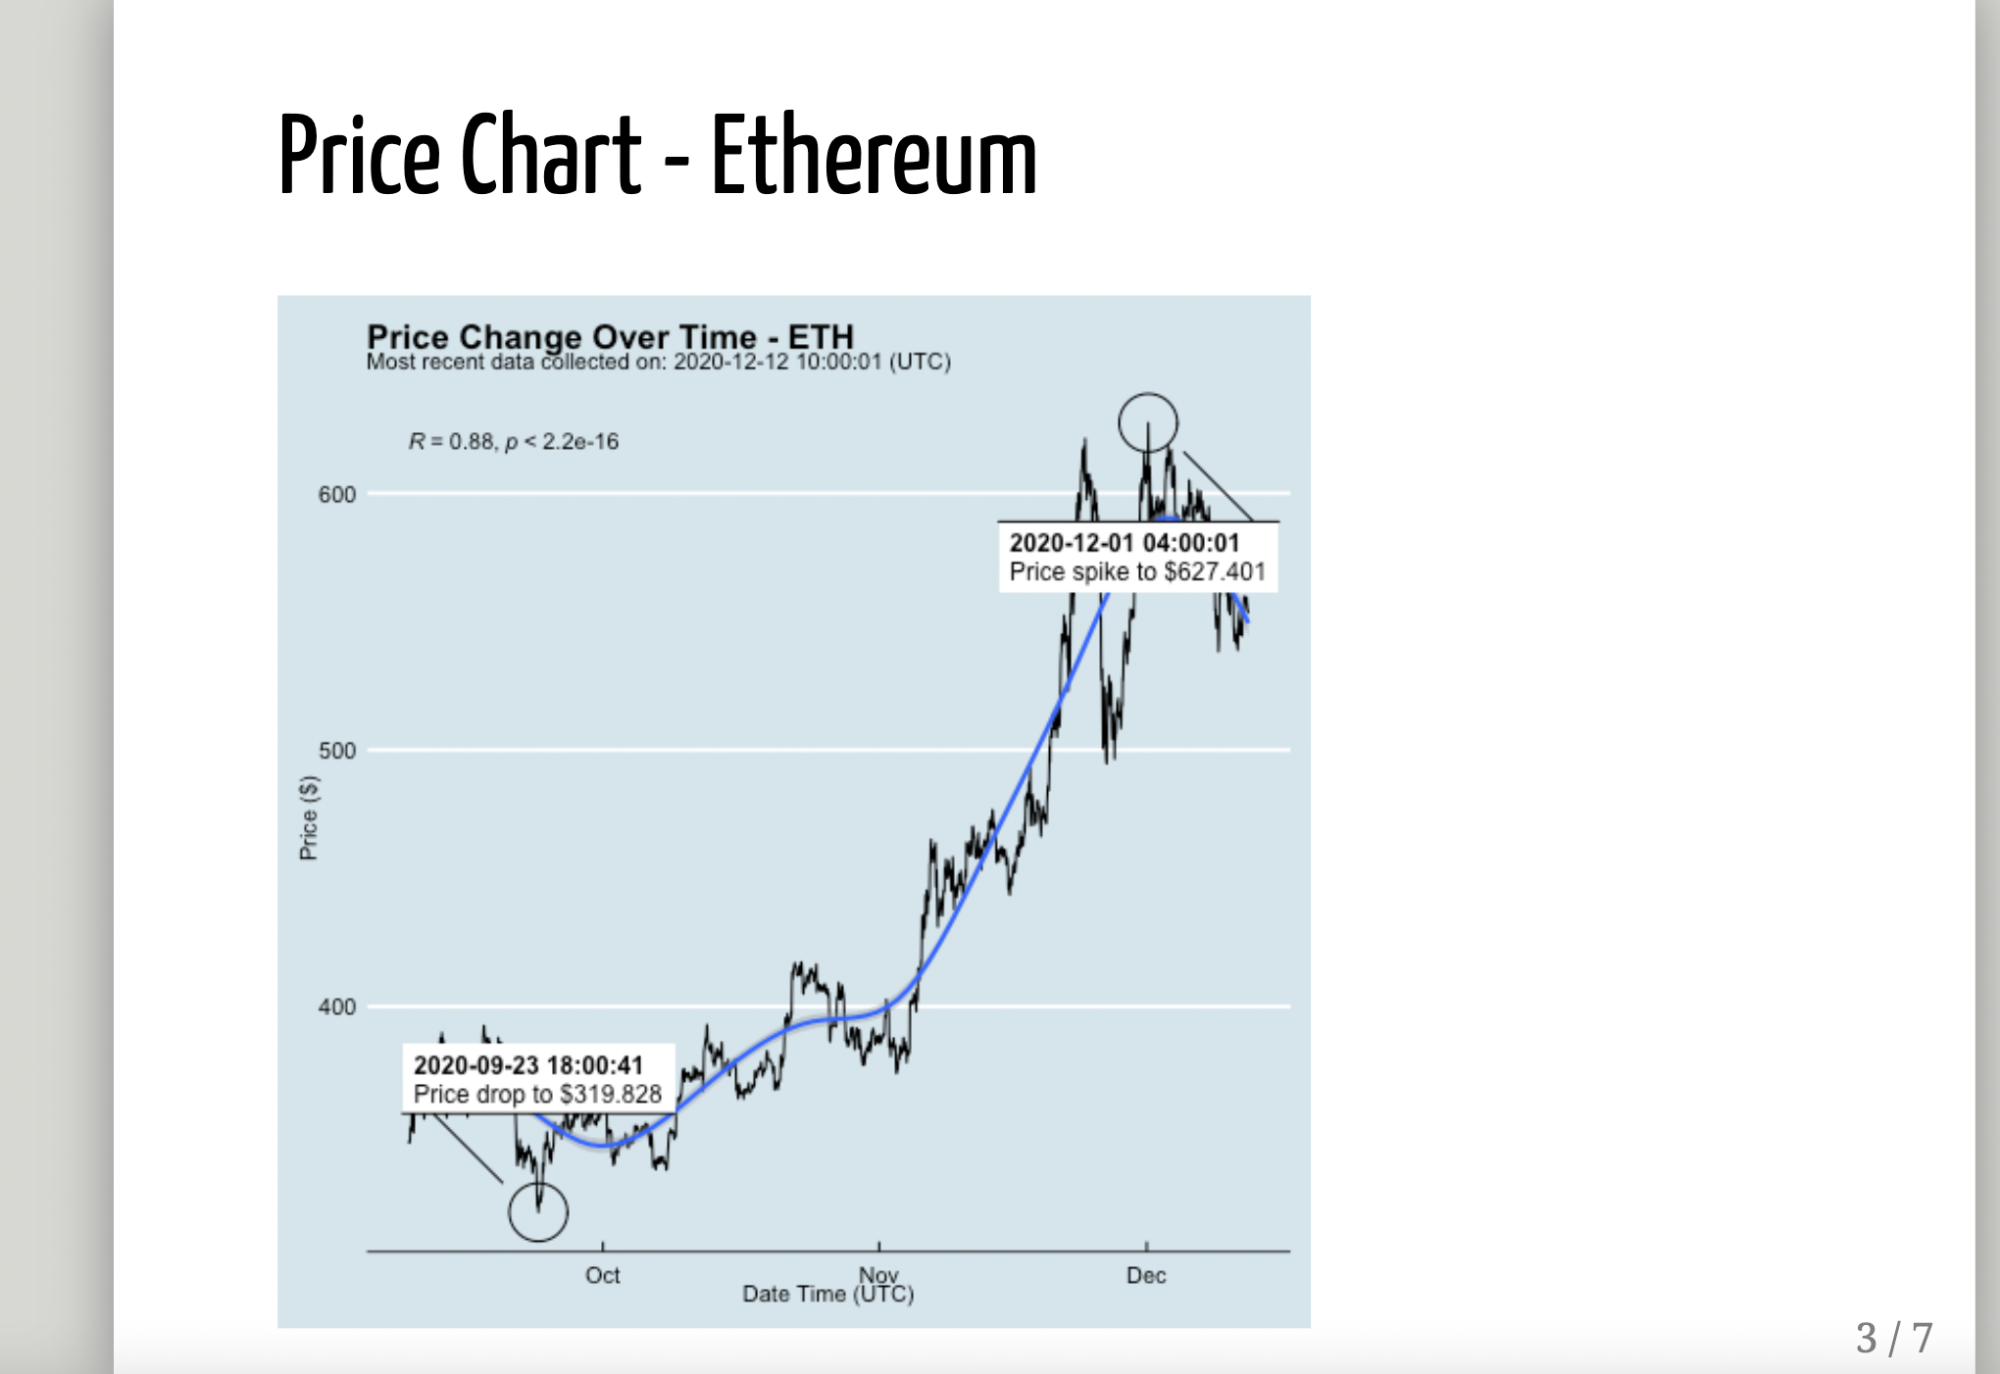 Price Chart - Ethereum
Price Change Over Time - ETH
Most recent data collected on: 2020-12-12 10:00:01 (UTC)
R = 0.88, p < 2.2e-16
600
2020-12-01 04:00:01
Price spike to $627.401
500
Price ($)
400
2020-09-23 18:00:41
Price drop to $319.828
Oct
Nov
Dec
Date Time (UTC)
3 / 7